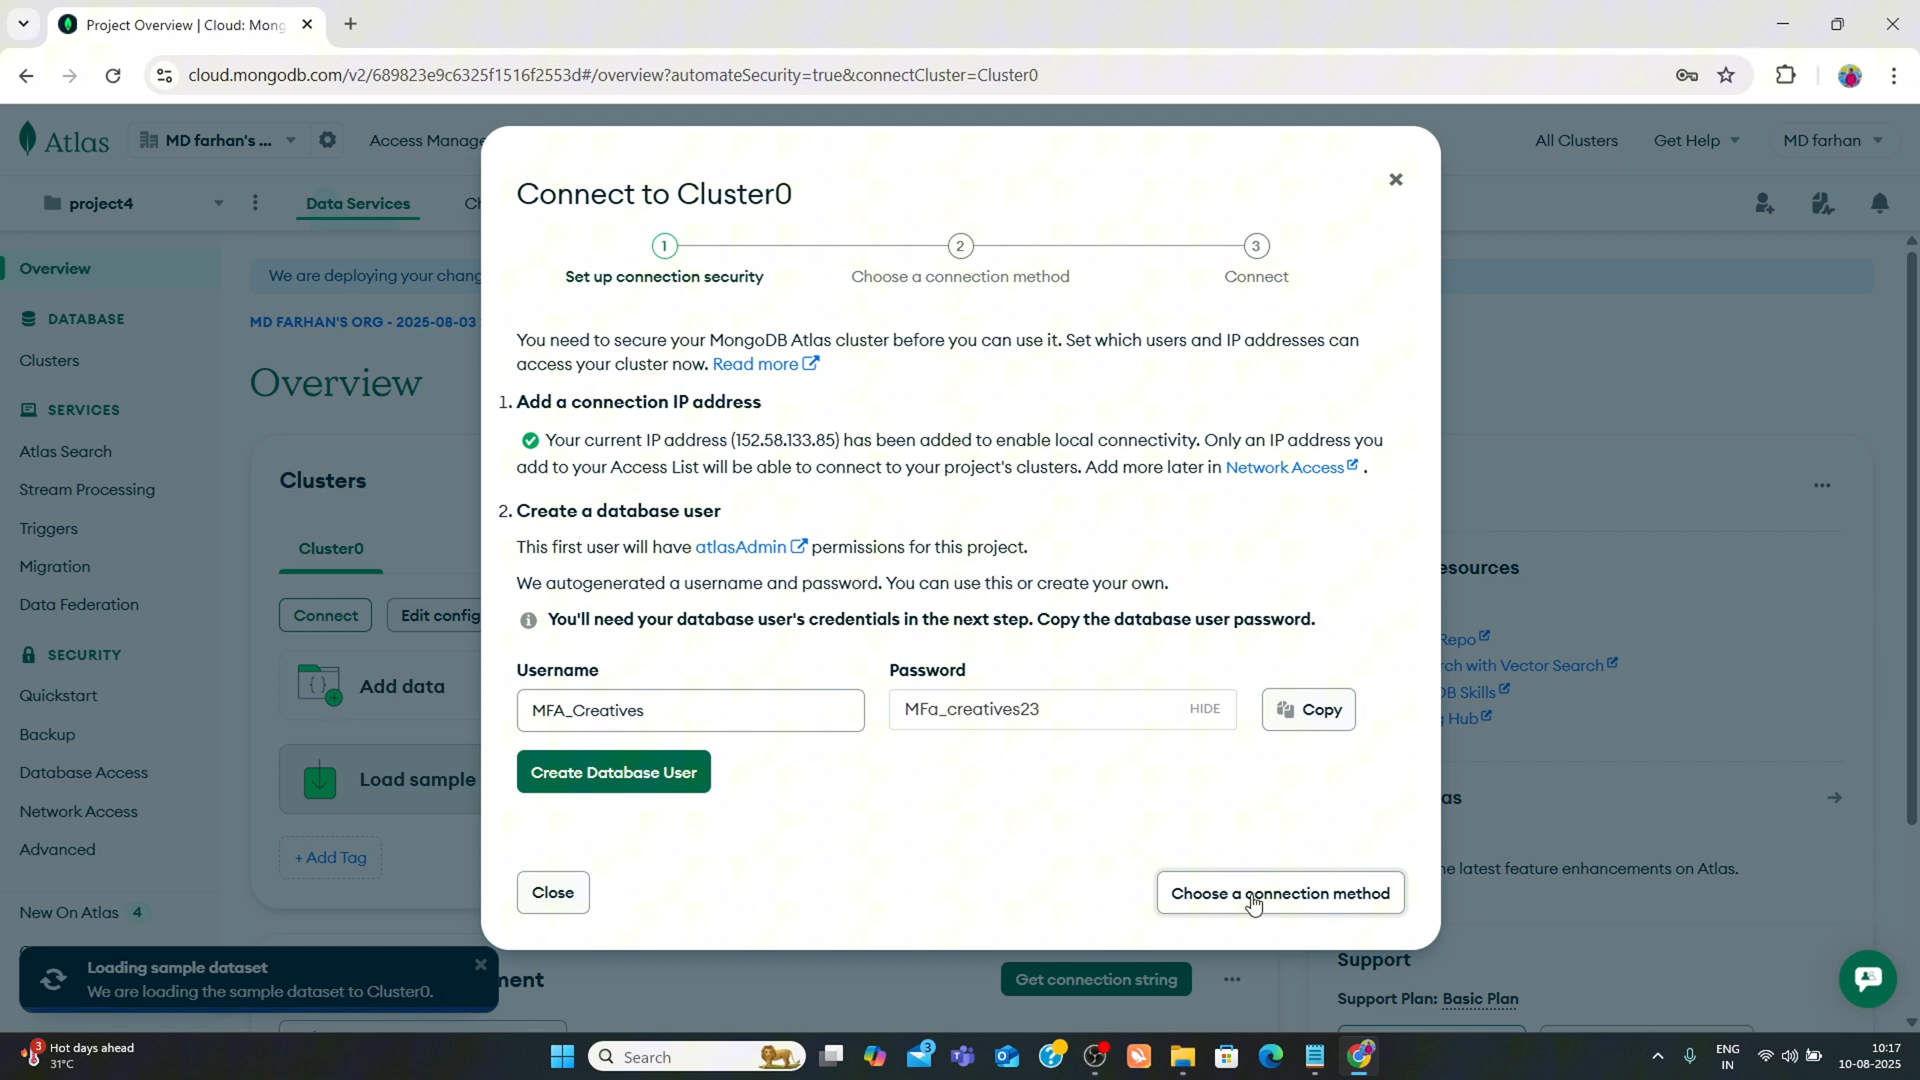 Project Overview | Cloud: Mong
cloud.mongodb.com/v2/689823e9c6325f1516f2553d#/overview?automateSecurity=true&connectCluster=Cluster0
Atlas
MD farhan's ...
Access Manage
All Clusters
Get Help
MD farhan
project4
Data Services
Ch
Overview
DATABASE
Clusters
SERVICES
Atlas Search
Stream Processing
Triggers
Migration
Data Federation
SECURITY
Quickstart
Backup
Database Access
Network Access
Advanced
New On Atlas 4
We are deploying your chang
MD FARHAN'S ORG - 2025-08-03
Overview
Clusters
Cluster0
Connect
Edit config
Add data
Load sample
+ Add Tag
Connect to Cluster0
1
2
3
Set up connection security
Choose a connection method
Connect
You need to secure your MongoDB Atlas cluster before you can use it. Set which users and IP addresses can
access your cluster now. Read more
1. Add a connection IP address
Your current IP address (152.58.133.85) has been added to enable local connectivity. Only an IP address you
add to your Access List will be able to connect to your project's clusters. Add more later in Network Access .
2. Create a database user
This first user will have atlasAdmin permissions for this project.
We autogenerated a username and password. You can use this or create your own.
You'll need your database user's credentials in the next step. Copy the database user password.
Username
Password
MFA_Creatives
MFa_creatives23
HIDE
Copy
Create Database User
Close
Choose a connection method
esources
Repo
rch with Vector Search
DB Skills
g Hub
as
he latest feature enhancements on Atlas.
Support
Support Plan: Basic Plan
Loading sample dataset
We are loading the sample dataset to Cluster0.
ment
Get connection string
3
Hot days ahead
31°C
Search
3
ENG
IN
10:17
10-08-2025